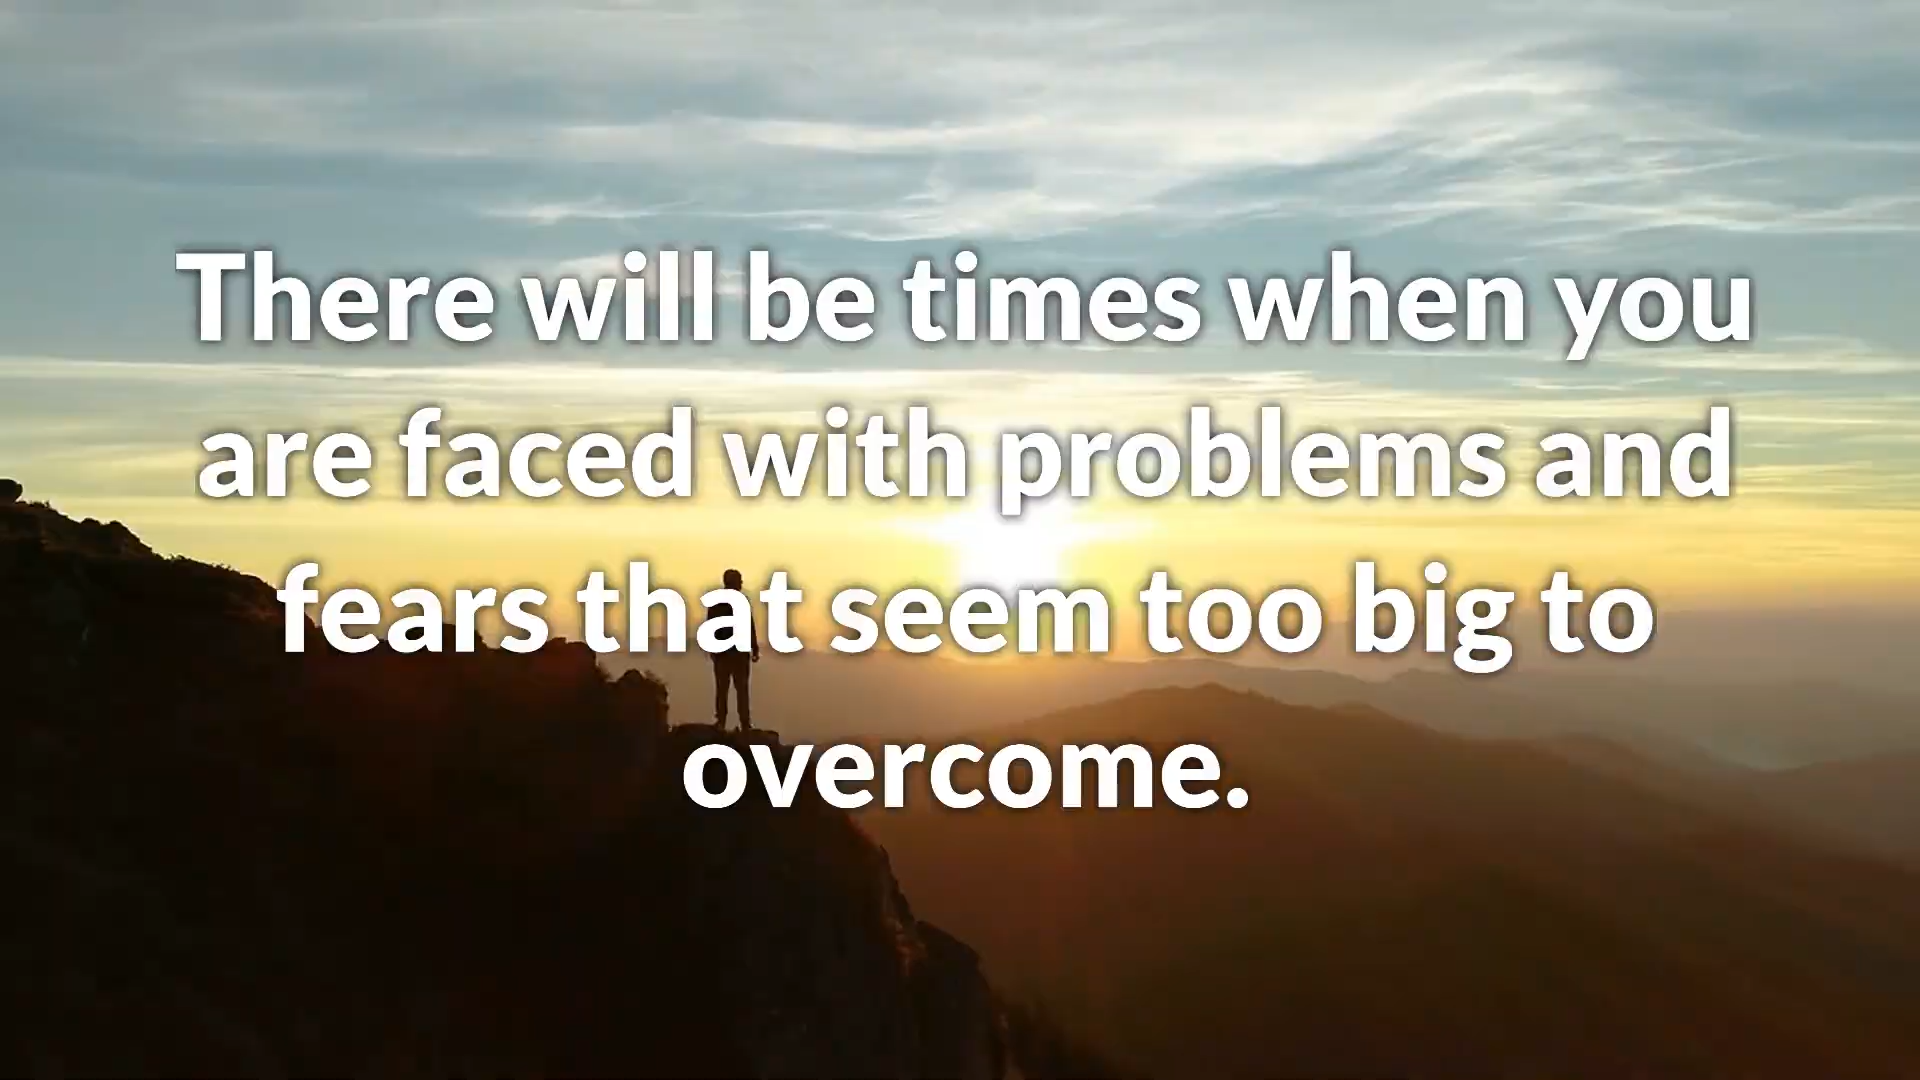 There will be times when you
are faced with problems and
fears that seem too big to
overcome.